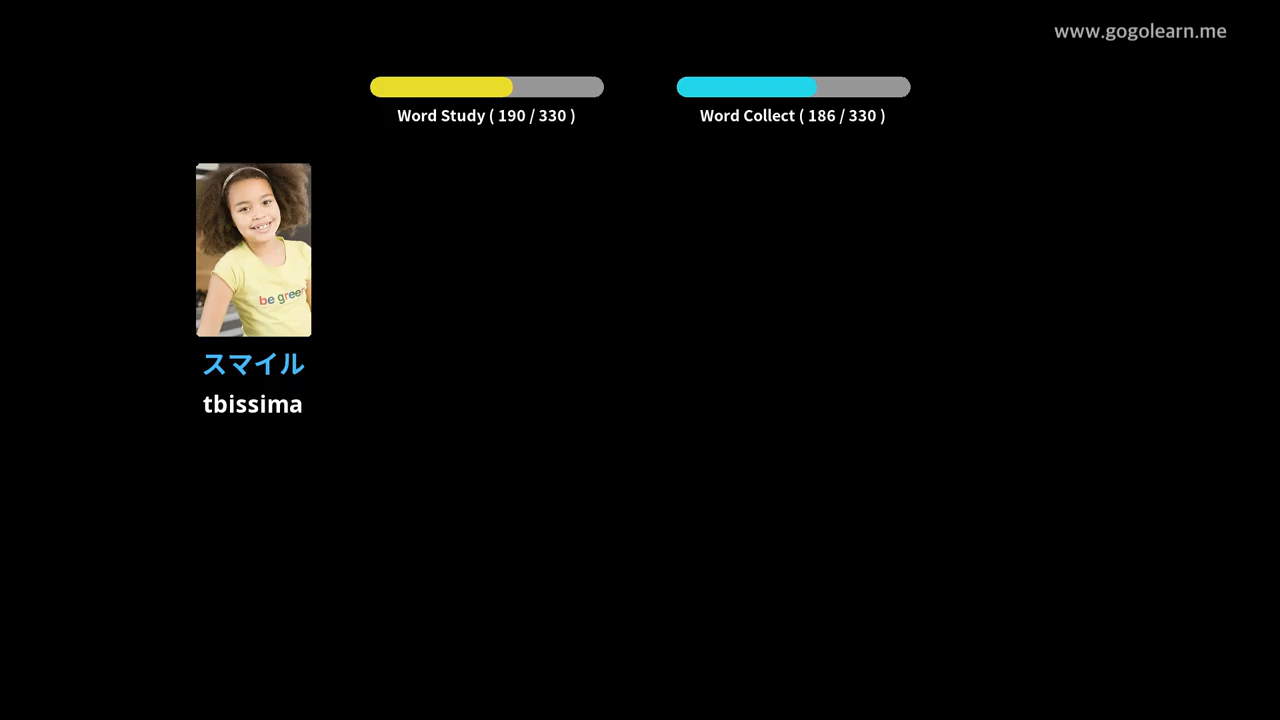 www.gogolearn.me
Word Study ( 190 / 330 )
Word Collect ( 186 / 330 )
be green
スマイル
tbissima